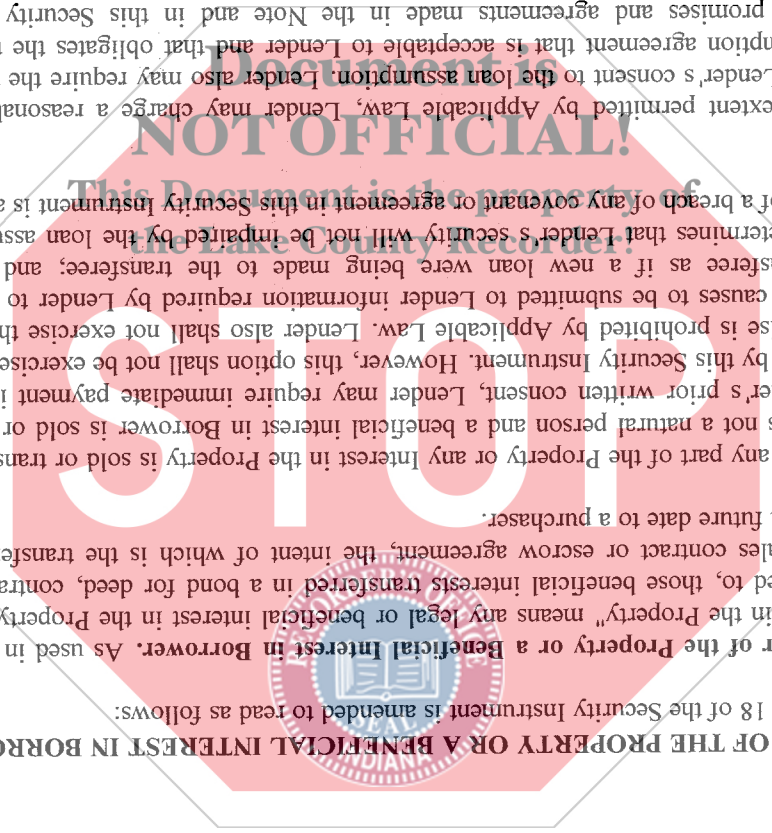 OF THE PROPERTY OR A BENEFICIAL INTEREST IN BORRO
18 of the Security Instrument is amended to read as follows:
r of the Property or a Beneficial Interest in Borrower. As used in
in the Property" means any legal or beneficial interest in the Property
ed to, those beneficial interests transferred in a bond for deed, contra
ales contract or escrow agreement, the intent of which is the transfe
future date to a purchaser.
any part of the Property or any Interest in the Property is sold or trans
s not a natural person and a beneficial interest in Borrower is sold or
er's prior written consent, Lender may require immediate payment i
by this Security Instrument. However, this option shall not be exercise
se is prohibited by Applicable Law. Lender also shall not exercise th
causes to be submitted to Lender information required by Lender to
sferee as if a new loan were being made to the transferee; and
etermines that Lender's security will not be impaired by the loan assu
of a breach of any covenant or agreement in this Security Instrument is a
extent permitted by Applicable Law, Lender may charge a reasonal
Lender's consent to the loan assumption. Lender also may require the
mption agreement that is acceptable to Lender and that obligates the
promises and agreements made in the Note and in this Security
Document is
NOT OFFICIAL!
This Document is the property of
the Lake County Recorder!
STOP
RECORDER'S OFFICE
SEAL
INDIANA